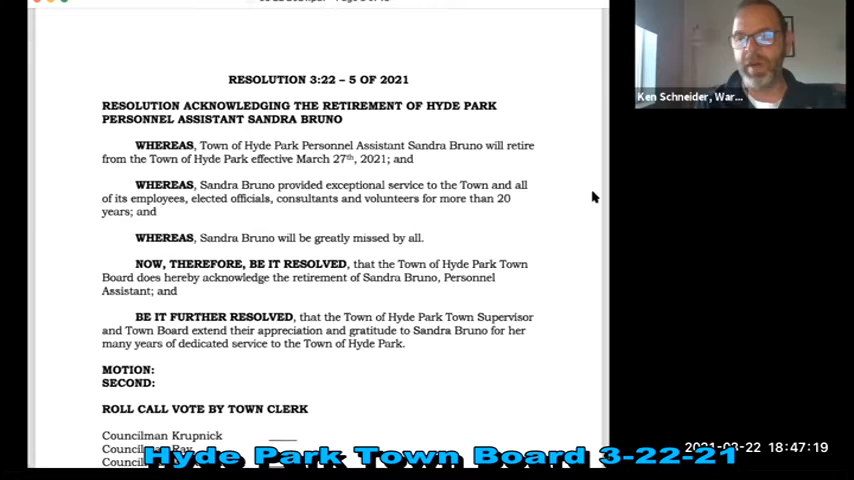 RESOLUTION 3:22 – 5 OF 2021
RESOLUTION ACKNOWLEDGING THE RETIREMENT OF HYDE PARK
PERSONNEL ASSISTANT SANDRA BRUNO
WHEREAS, Town of Hyde Park Personnel Assistant Sandra Bruno will retire
from the Town of Hyde Park effective March 27th, 2021; and
WHEREAS, Sandra Bruno provided exceptional service to the Town and all
of its employees, elected officials, consultants and volunteers for more than 20
years; and
WHEREAS, Sandra Bruno will be greatly missed by all.
NOW, THEREFORE, BE IT RESOLVED, that the Town of Hyde Park Town
Board does hereby acknowledge the retirement of Sandra Bruno, Personnel
Assistant; and
BE IT FURTHER RESOLVED, that the Town of Hyde Park Town Supervisor
and Town Board extend their appreciation and gratitude to Sandra Bruno for her
many years of dedicated service to the Town of Hyde Park.
MOTION:
SECOND:
ROLL CALL VOTE BY TOWN CLERK
Councilman Krupnick _____
Ken Schneider, War...
18:47:19
Hyde Park Town Board 3-22-21